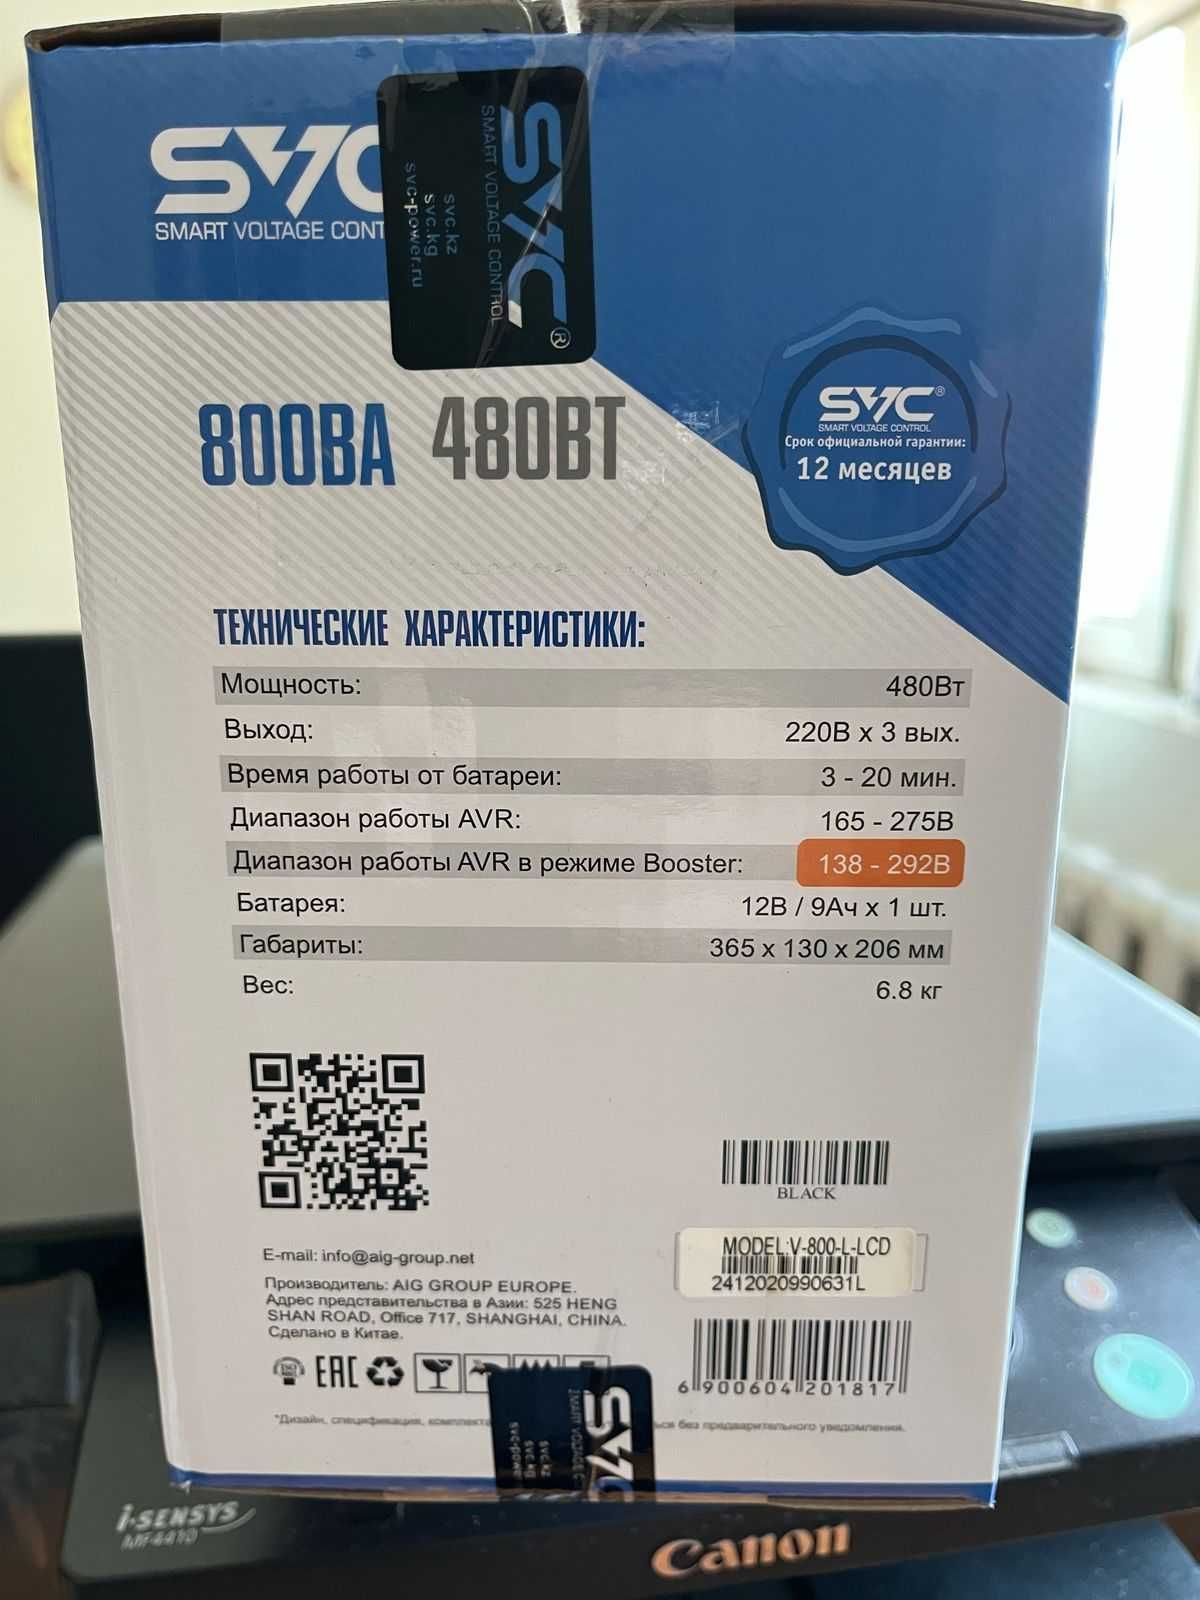 SVC
SMART VOLTAGE CONT
SVC®
SMART VOLTAGE CONTROL
svc.kz
svc.kg
svc-power.ru
800ВА 480ВТ
SVC®
SMART VOLTAGE CONTROL
Срок официальной гарантии:
12 месяцев
ТЕХНИЧЕСКИЕ ХАРАКТЕРИСТИКИ:
Мощность: 480Вт
Выход: 220В x 3 вых.
Время работы от батареи: 3 - 20 мин.
Диапазон работы AVR: 165 - 275В
Диапазон работы AVR в режиме Booster: 138 - 292В
Батарея: 12В / 9Ач x 1 шт.
Габариты: 365 x 130 x 206 мм
Вес: 6.8 кг
BLACK
MODEL:V-800-L-LCD
2412020990631L
E-mail: info@aig-group.net
Производитель: AIG GROUP EUROPE.
Адрес представительства в Азии: 525 HENG
SHAN ROAD, Office 717, SHANGHAI, CHINA.
Сделано в Китае.
EAC
6 900604 201817
*Дизайн, спецификация, без предварительного уведомления.
SVC
svc.kz
svc.kg
i-SENSYS
MF4410
Canon